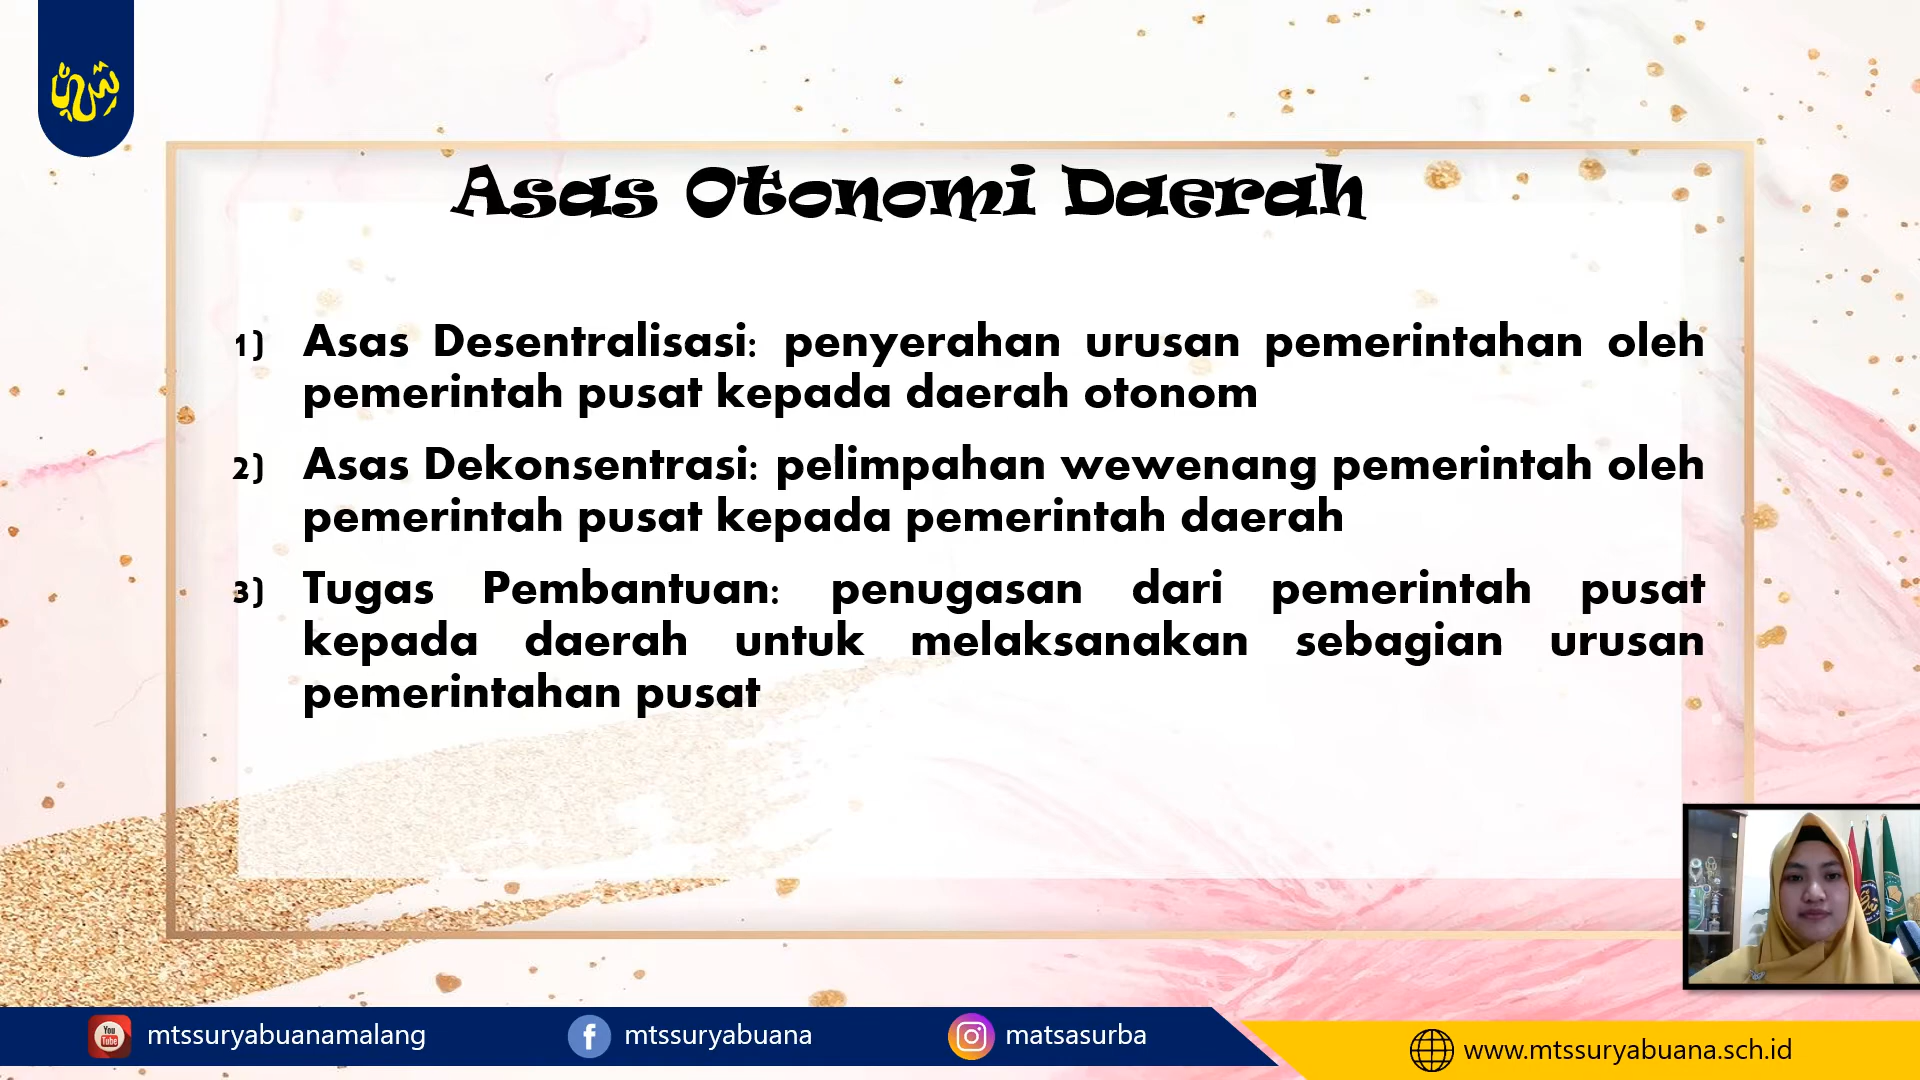 Asas Otonomi Daerah
1) Asas Desentralisasi: penyerahan urusan pemerintahan oleh
pemerintah pusat kepada daerah otonom
2) Asas Dekonsentrasi: pelimpahan wewenang pemerintah oleh
pemerintah pusat kepada pemerintah daerah
3) Tugas Pembantuan: penugasan dari pemerintah pusat
kepada daerah untuk melaksanakan sebagian urusan
pemerintahan pusat
You
Tube
mtssuryabuanamalang
mtssuryabuana
matsasurba
www.mtssuryabuana.sch.id